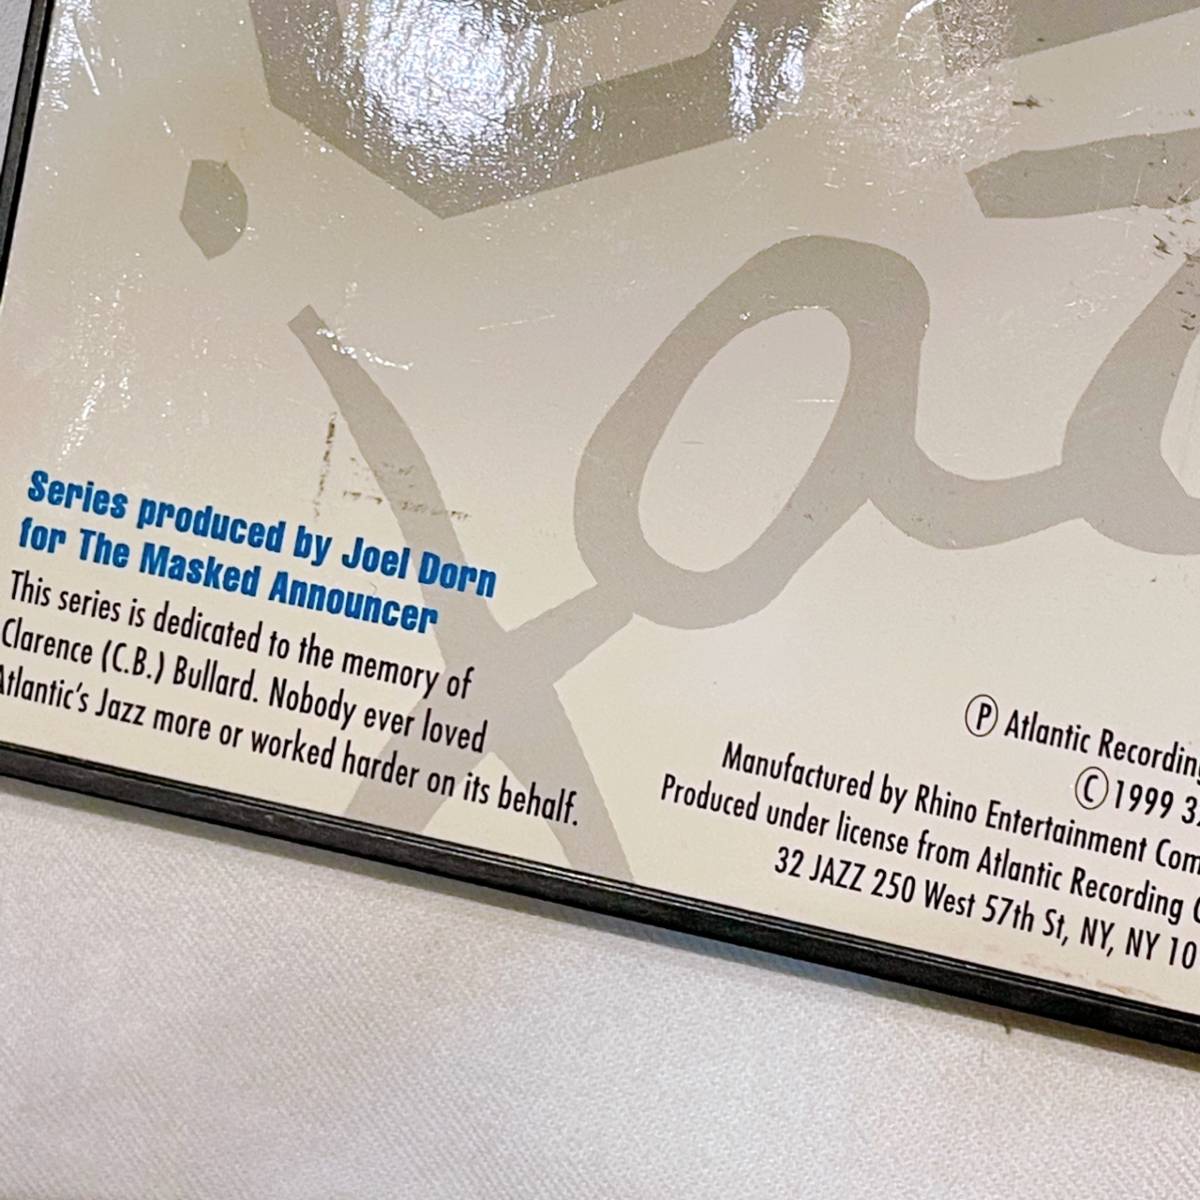 Series produced by Joel Dorn
for The Masked Announcer
This series is dedicated to the memory of
Clarence (C.B.) Bullard. Nobody ever loved
Atlantic's Jazz more or worked harder on its behalf.
Ⓟ Atlantic Recording
Ⓒ 1999
Manufactured by Rhino Entertainment
Produced under license from Atlantic Recording
32 JAZZ 250 West 57th St, NY, NY